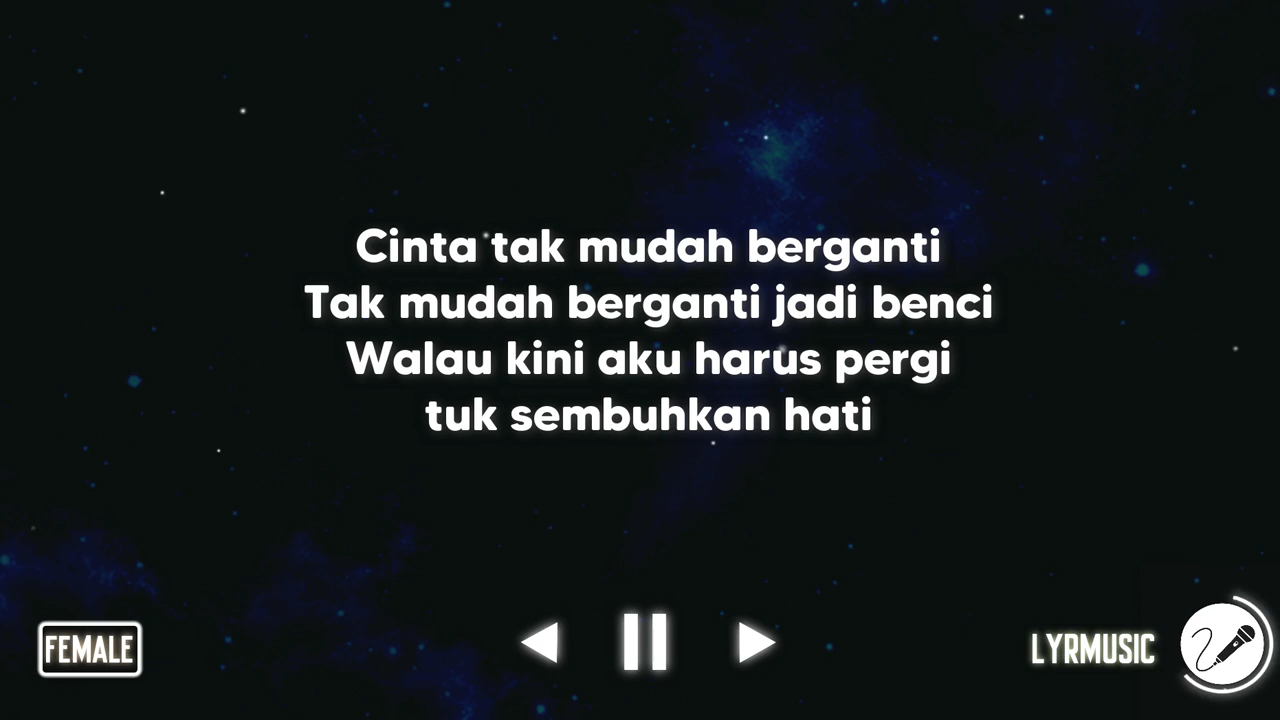 Cinta tak mudah berganti
Tak mudah berganti jadi benci
Walau kini aku harus pergi
tuk sembuhkan hati
FEMALE
LYRMUSIC